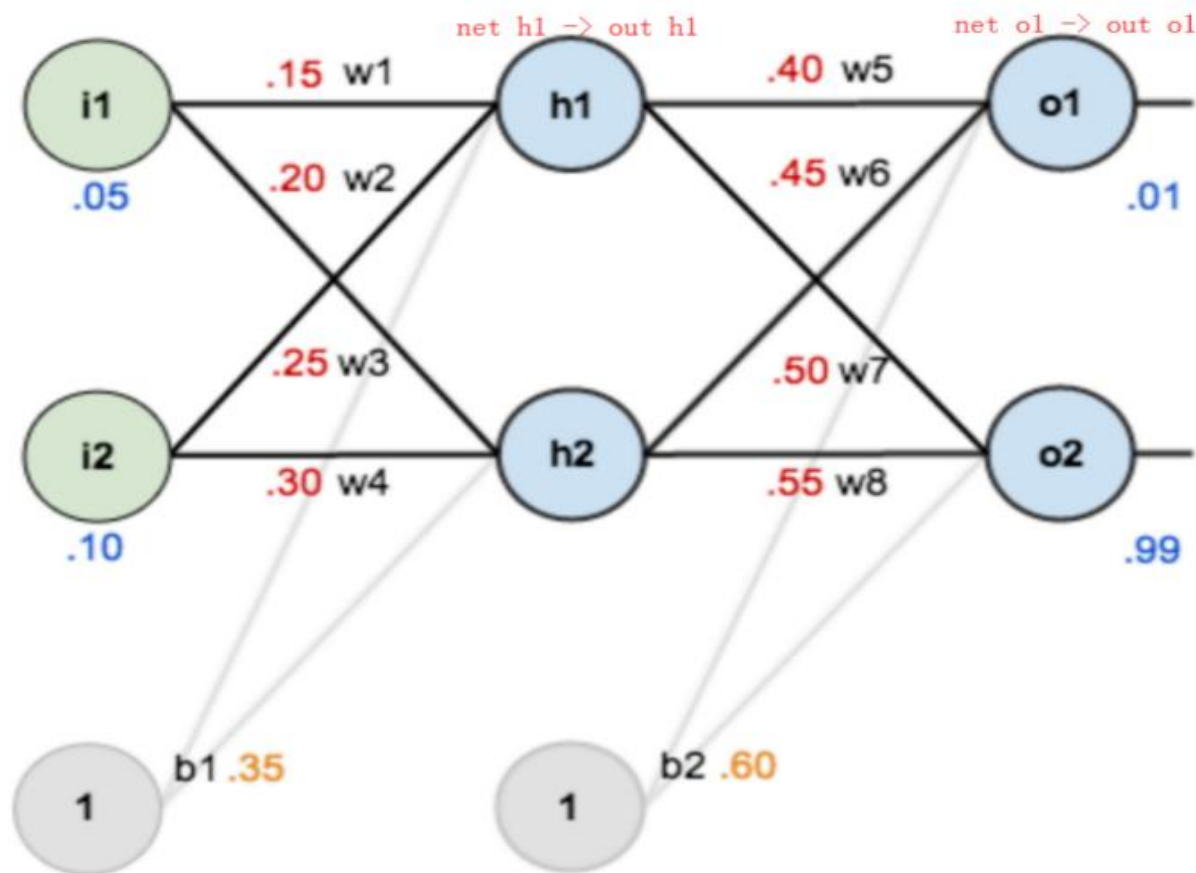 net h1 -> out h1
net o1 -> out o1
i1
.15 w1
h1
.40 w5
o1
.05
.20 w2
.45 w6
.01
.25 w3
.50 w7
i2
.30 w4
h2
.55 w8
o2
.10
.99
1
b1 .35
1
b2 .60